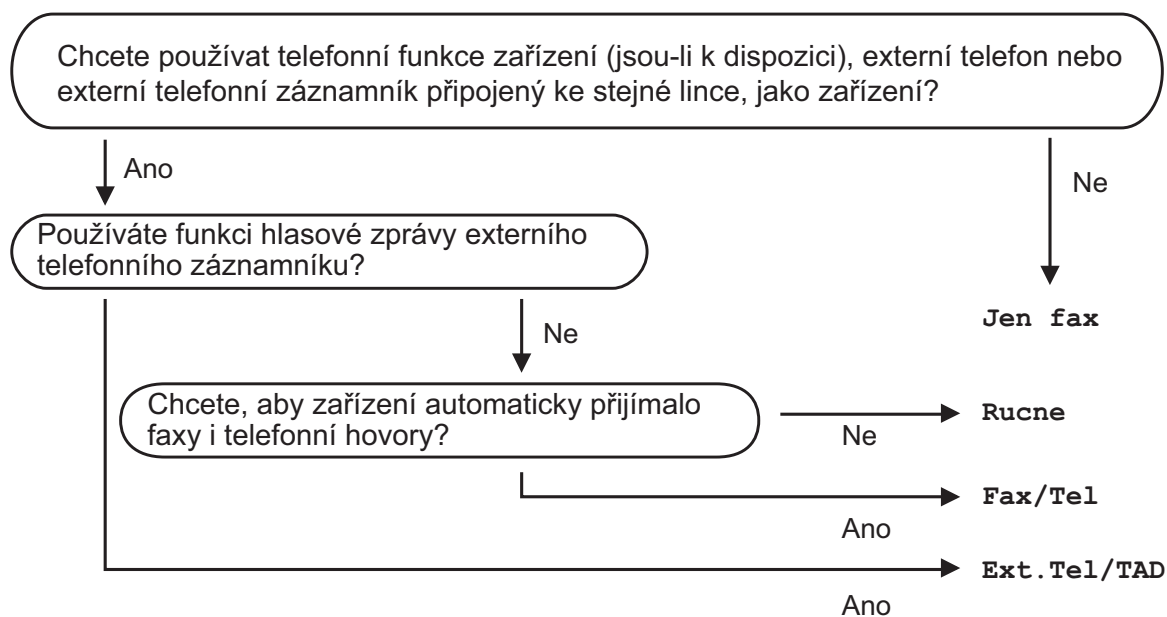 Chcete používat telefonní funkce zařízení (jsou-li k dispozici), externí telefon nebo
externí telefonní záznamník připojený ke stejné lince, jako zařízení?
Ano
Ne
Používáte funkci hlasové zprávy externího
telefonního záznamníku?
Ne
Jen fax
Chcete, aby zařízení automaticky přijímalo
faxy i telefonní hovory?
Ne
Rucne
Ano
Fax/Tel
Ano
Ext.Tel/TAD